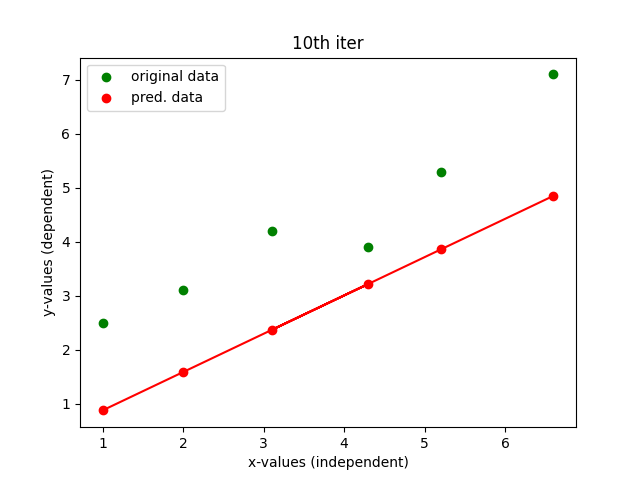 10th iter
original data
pred. data
7
6
5
4
3
2
1
y-values (dependent)
1 2 3 4 5 6
x-values (independent)